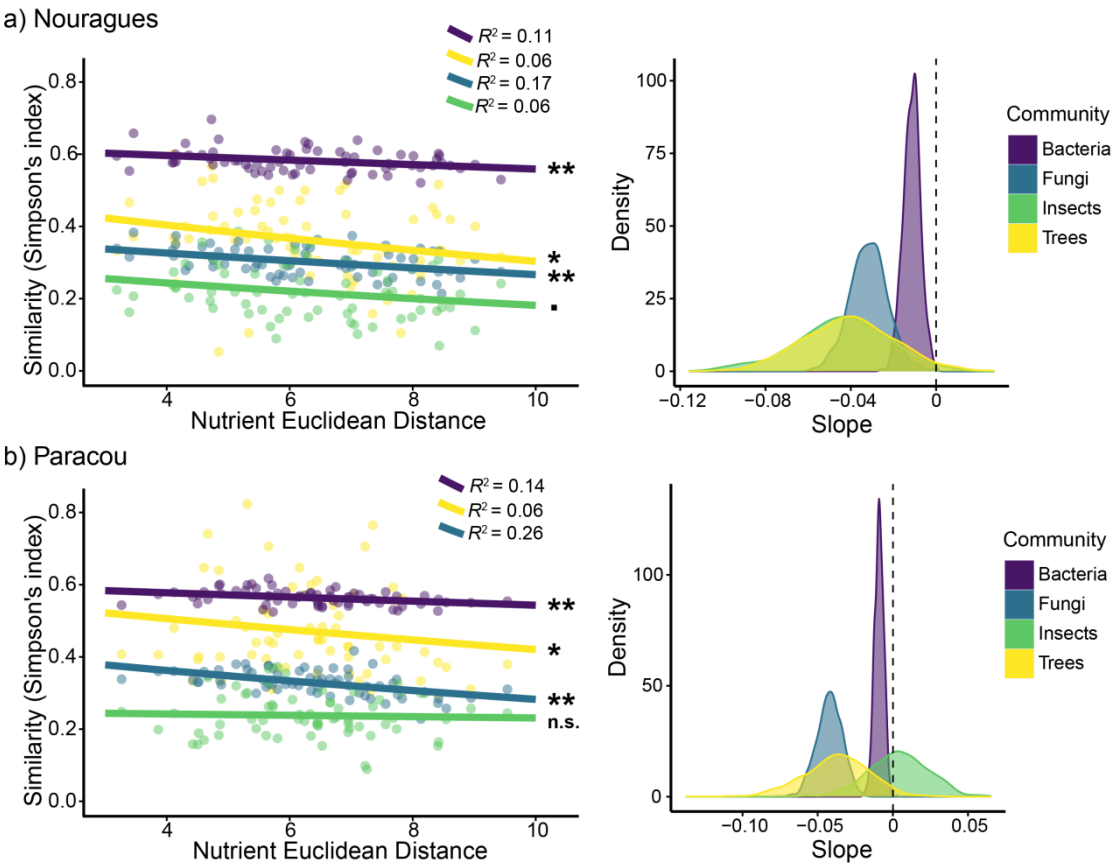 a) Nouragues
R² = 0.11
R² = 0.06
R² = 0.17
R² = 0.06
Similarity (Simpson's index)
0.8
0.6
0.4
0.2
0.0
**
*
**
.
4 6 8 10
Nutrient Euclidean Distance
Density
100
75
50
25
0
−0.12 −0.08 −0.04 0
Slope
Community
Bacteria
Fungi
Insects
Trees
b) Paracou
R² = 0.14
R² = 0.06
R² = 0.26
Similarity (Simpson's index)
0.8
0.6
0.4
0.2
0.0
**
*
**
n.s.
4 6 8 10
Nutrient Euclidean Distance
Density
100
50
0
−0.10 −0.05 0 0.05
Slope
Community
Bacteria
Fungi
Insects
Trees